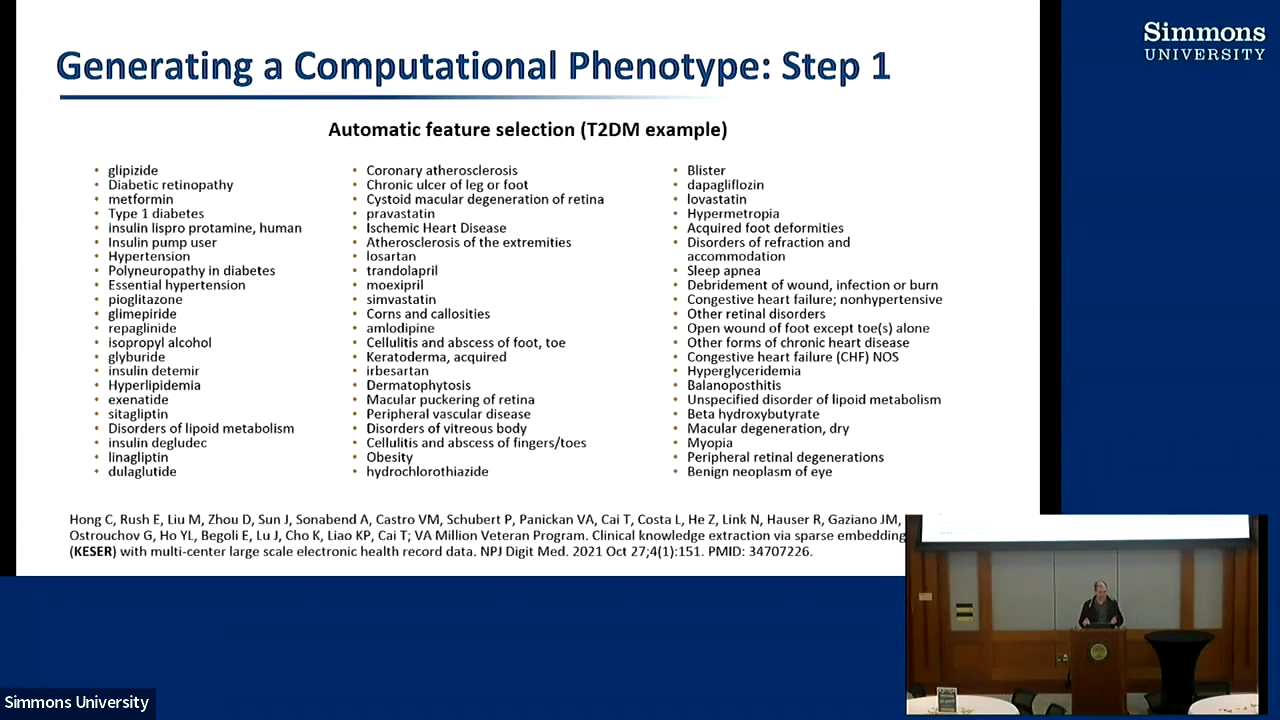 Generating a Computational Phenotype: Step 1
Simmons
UNIVERSITY
Automatic feature selection (T2DM example)
• glipizide
• Diabetic retinopathy
• metformin
• Type 1 diabetes
• insulin lispro protamine, human
• Insulin pump user
• Hypertension
• Polyneuropathy in diabetes
• Essential hypertension
• pioglitazone
• glimepiride
• repaglinide
• isopropyl alcohol
• glyburide
• insulin detemir
• Hyperlipidemia
• exenatide
• sitagliptin
• Disorders of lipoid metabolism
• insulin degludec
• linagliptin
• dulaglutide
• Coronary atherosclerosis
• Chronic ulcer of leg or foot
• Cystoid macular degeneration of retina
• pravastatin
• Ischemic Heart Disease
• Atherosclerosis of the extremities
• losartan
• trandolapril
• moexipril
• simvastatin
• Corns and callosities
• amlodipine
• Cellulitis and abscess of foot, toe
• Keratoderma, acquired
• irbesartan
• Dermatophytosis
• Macular puckering of retina
• Peripheral vascular disease
• Disorders of vitreous body
• Cellulitis and abscess of fingers/toes
• Obesity
• hydrochlorothiazide
• Blister
• dapagliflozin
• lovastatin
• Hypermetropia
• Acquired foot deformities
• Disorders of refraction and
accommodation
• Sleep apnea
• Debridement of wound, infection or burn
• Congestive heart failure; nonhypertensive
• Other retinal disorders
• Open wound of foot except toe(s) alone
• Other forms of chronic heart disease
• Congestive heart failure (CHF) NOS
• Hyperglyceridemia
• Balanoposthitis
• Unspecified disorder of lipoid metabolism
• Beta hydroxybutyrate
• Macular degeneration, dry
• Myopia
• Peripheral retinal degenerations
• Benign neoplasm of eye
Hong C, Rush E, Liu M, Zhou D, Sun J, Sonabend A, Castro VM, Schubert P, Panickan VA, Cai T, Costa L, He Z, Link N, Hauser R, Gaziano JM,
Ostrouchov G, Ho YL, Begoli E, Lu J, Cho K, Liao KP, Cai T; VA Million Veteran Program. Clinical knowledge extraction via sparse embedding
(KESER) with multi-center large scale electronic health record data. NPJ Digit Med. 2021 Oct 27;4(1):151. PMID: 34707226.
Simmons University